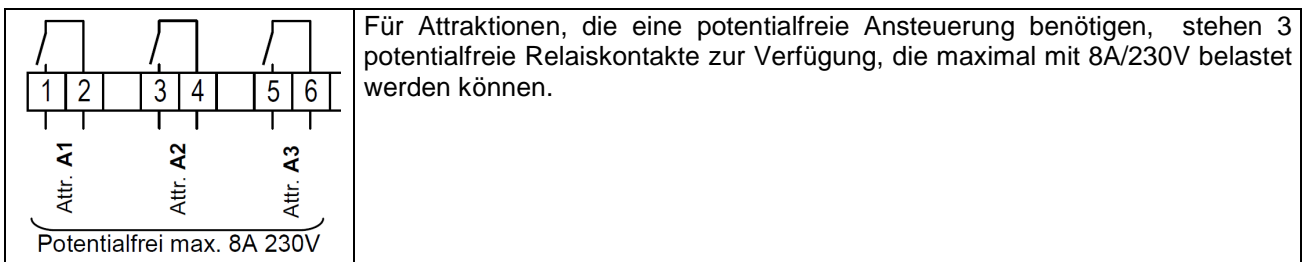 1 2 3 4 5 6
Attr. A1
Attr. A2
Attr. A3
Potentialfrei max. 8A 230V
Für Attraktionen, die eine potentialfreie Ansteuerung benötigen, stehen 3
potentialfreie Relaiskontakte zur Verfügung, die maximal mit 8A/230V belastet
werden können.